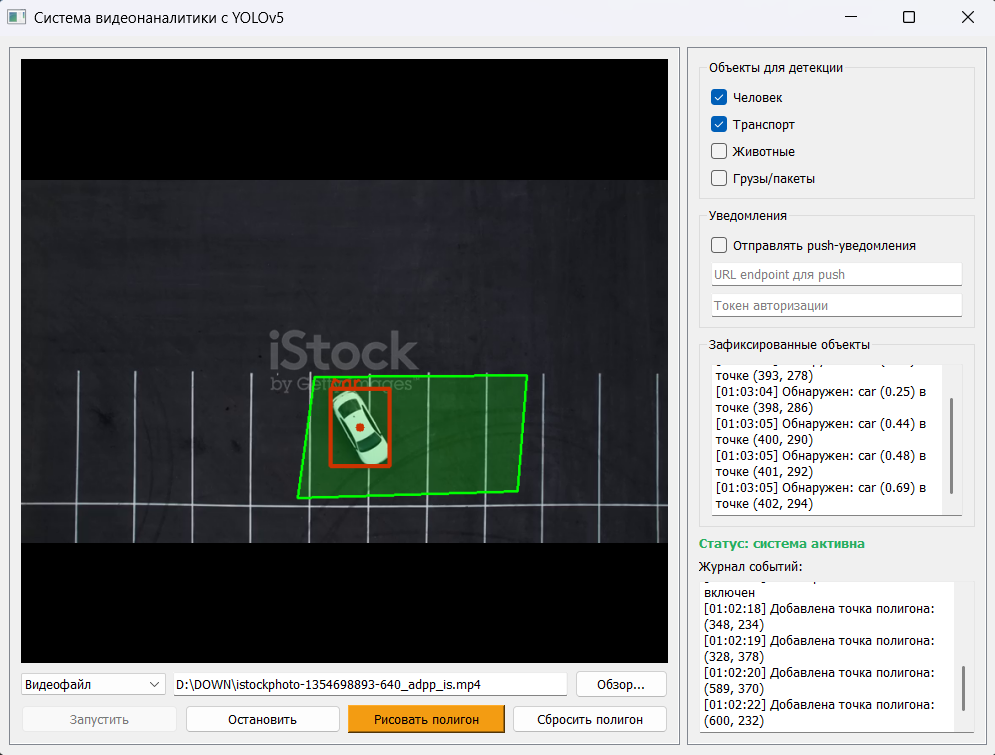 Система видеонаналитики с YOLOv5
iStock
by Gettyimages™
car
Видеофайл
D:\DOWN\istockphoto-1354698893-640_adpp_is.mp4
Обзор...
Запустить
Остановить
Рисовать полигон
Сбросить полигон
Объекты для детекции
Человек
Транспорт
Животные
Грузы/пакеты
Уведомления
Отправлять push-уведомления
URL endpoint для push
Токен авторизации
Зафиксированные объекты
точке (393, 278)
[01:03:04] Обнаружен: car (0.25) в
точке (398, 286)
[01:03:05] Обнаружен: car (0.44) в
точке (400, 290)
[01:03:05] Обнаружен: car (0.48) в
точке (401, 292)
[01:03:05] Обнаружен: car (0.69) в
точке (402, 294)
Статус: система активна
Журнал событий:
включен
[01:02:18] Добавлена точка полигона:
(348, 234)
[01:02:19] Добавлена точка полигона:
(328, 378)
[01:02:20] Добавлена точка полигона:
(589, 370)
[01:02:22] Добавлена точка полигона:
(600, 232)